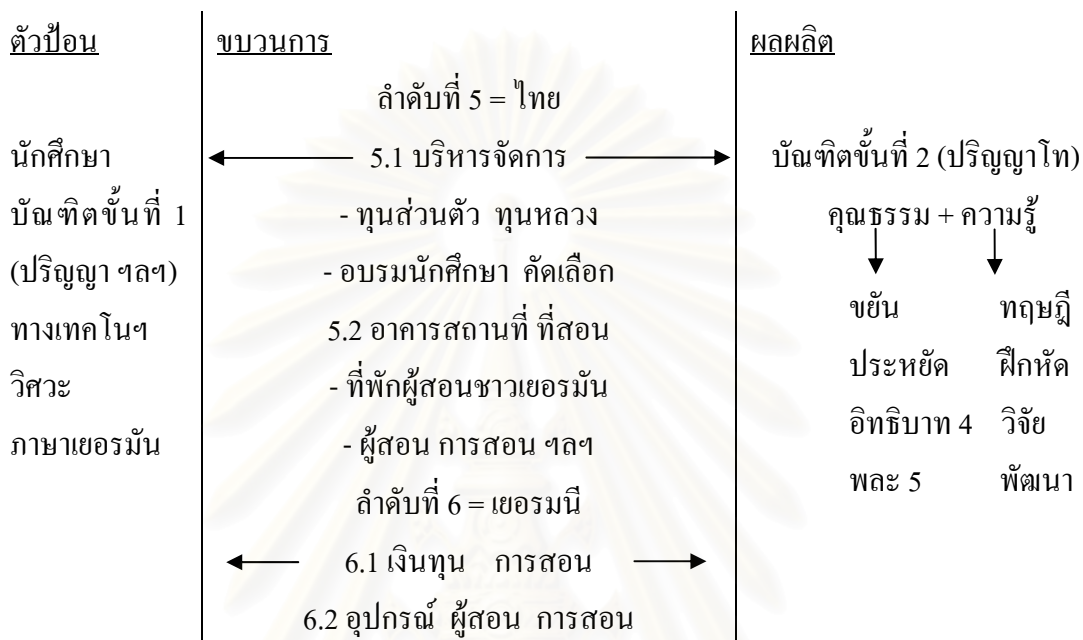 ตัวป้อน ขบวนการ ผลผลิต
ลำดับที่ 5 = ไทย
นักศึกษา 5.1 บริหารจัดการ บัณฑิตขั้นที่ 2 (ปริญญาโท)
บัณฑิตขั้นที่ 1 - ทุนส่วนตัว ทุนหลวง คุณธรรม + ความรู้
(ปริญญา ฯลฯ) - อบรมนักศึกษา คัดเลือก
ทางเทคโนฯ 5.2 อาคารสถานที่ ที่สอน ขยัน ทฤษฎี
วิศวะ - ที่พักผู้สอนชาวเยอรมัน ประหยัด ฝึกหัด
ภาษาเยอรมัน - ผู้สอน การสอน ฯลฯ อิทธิบาท 4 วิจัย
ลำดับที่ 6 = เยอรมนี พละ 5 พัฒนา
6.1 เงินทุน การสอน
6.2 อุปกรณ์ ผู้สอน การสอน